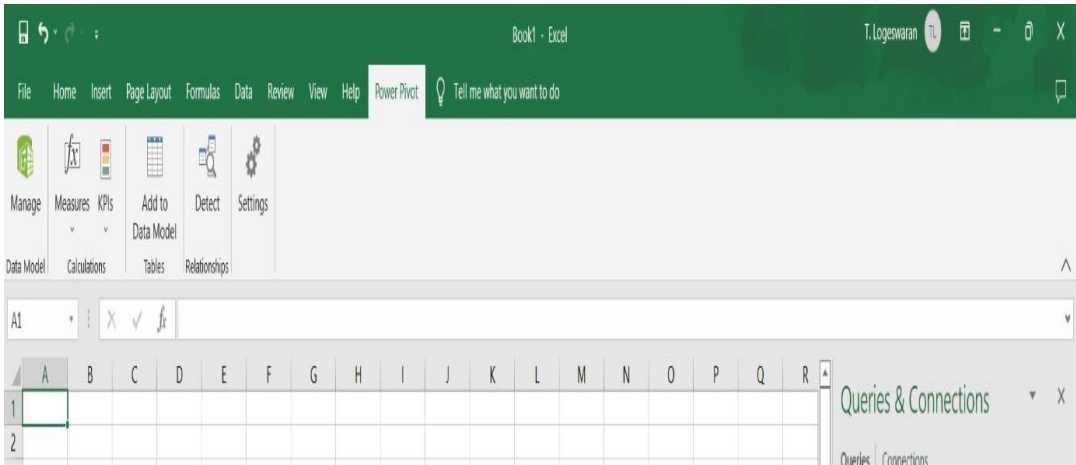 Book1 - Excel
T. Logeswaran TL
File Home Insert Page Layout Formulas Data Review View Help Power Pivot Tell me what you want to do
fx
Manage Measures KPIs Add to Data Model Detect Settings
Data Model Calculations Tables Relationships
A1 fx
A B C D E F G H I J K L M N O P Q R
Queries & Connections
1
2
Queries Connections